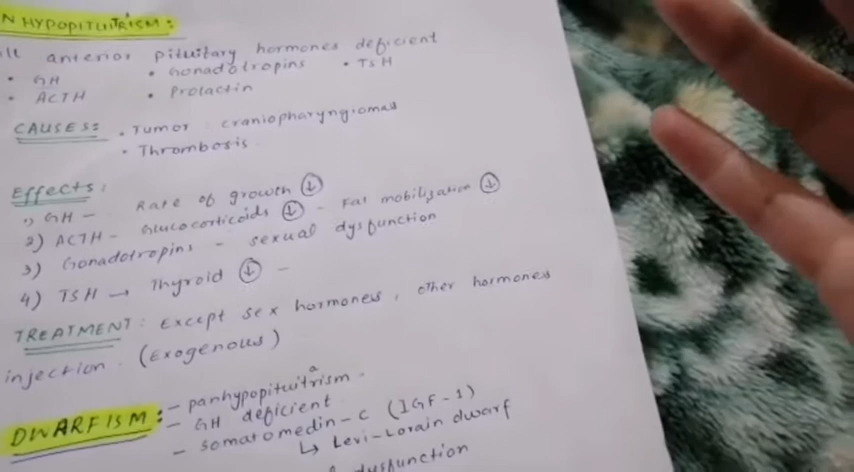 N HYPOPITUITRISM:
ll anterior pituitary hormones deficient
• GH • Gonadotropins • TSH
• ACTH • Prolactin
CAUSES: • Tumor craniopharyngiomas
• Thrombosis
Effects:
1) GH - Rate of growth ↓
2) ACTH - Glucocorticoids ↓ - Fat mobilization ↓
3) Gonadotropins - sexual dysfunction
4) TSH → Thyroid ↓ -
TREATMENT: Except sex hormones, other hormones
injection. (Exogenous)
DWARFISM: - panhypopituitarism.
- GH deficient
- somatomedin-C (IGF-1)
↳ Levi-Lorain dwarf
dysfunction